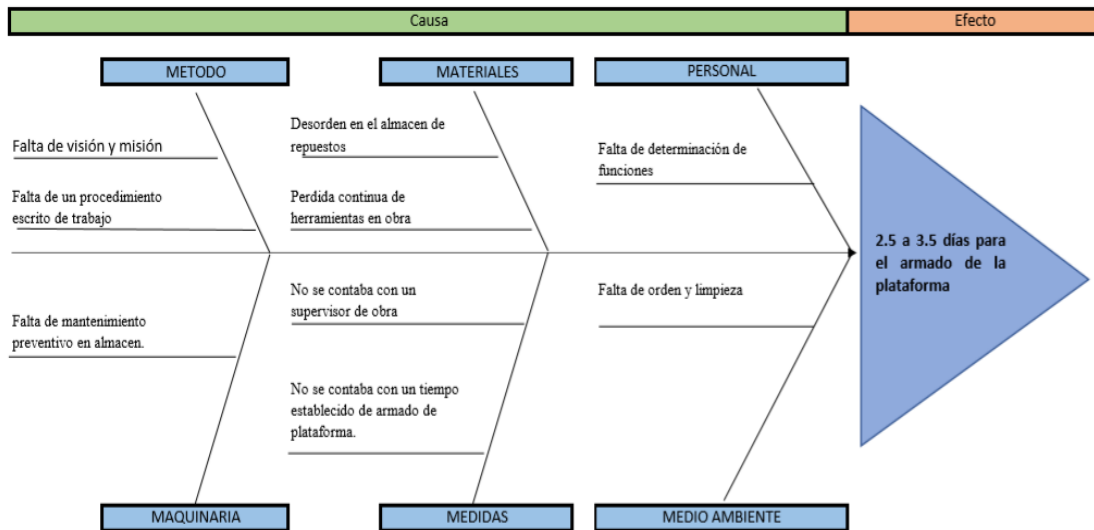 Causa
Efecto
METODO
MATERIALES
PERSONAL
Falta de visión y misión
Falta de un procedimiento
escrito de trabajo
Desorden en el almacen de
repuestos
Perdida continua de
herramientas en obra
Falta de determinación de
funciones
2.5 a 3.5 días para
el armado de la
plataforma
Falta de mantenimiento
preventivo en almacen.
No se contaba con un
supervisor de obra
No se contaba con un tiempo
establecido de armado de
plataforma.
Falta de orden y limpieza
MAQUINARIA
MEDIDAS
MEDIO AMBIENTE